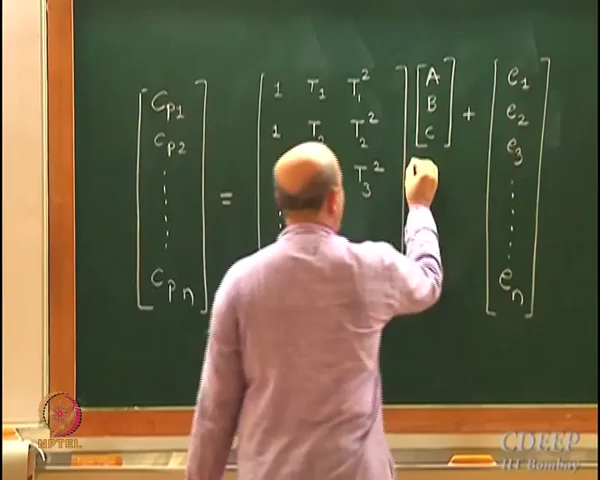 Cp1 = 1 T1 T1² A + e1
Cp2 1 T2 T2² B e2
T3² C e3
Cpn en
NPTEL
CDEEP
IIT Bombay